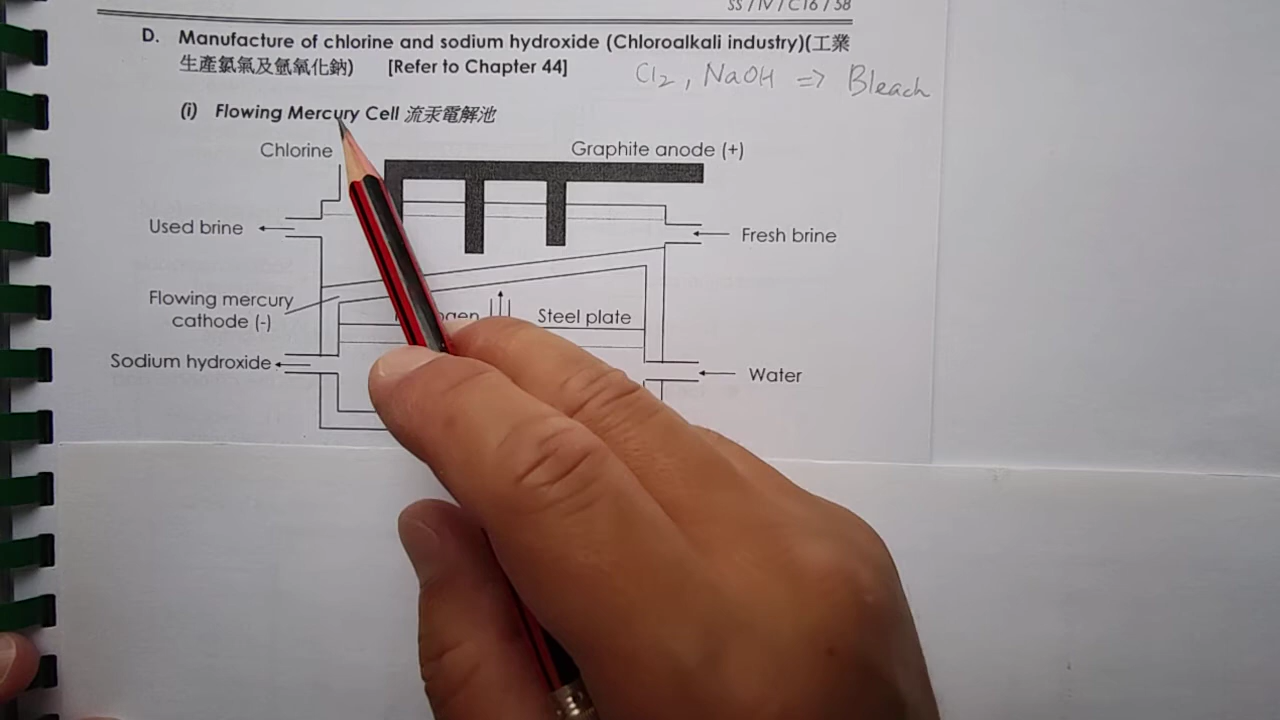 SS / IV / C16 / 58
D. Manufacture of chlorine and sodium hydroxide (Chloroalkali industry)(工業
生產氯氣及氫氧化鈉) [Refer to Chapter 44]
Cl2, NaOH => Bleach
(i) Flowing Mercury Cell 流汞電解池
Chlorine
Graphite anode (+)
Used brine
Fresh brine
Flowing mercury
cathode (-)
Steel plate
Sodium hydroxide
Water